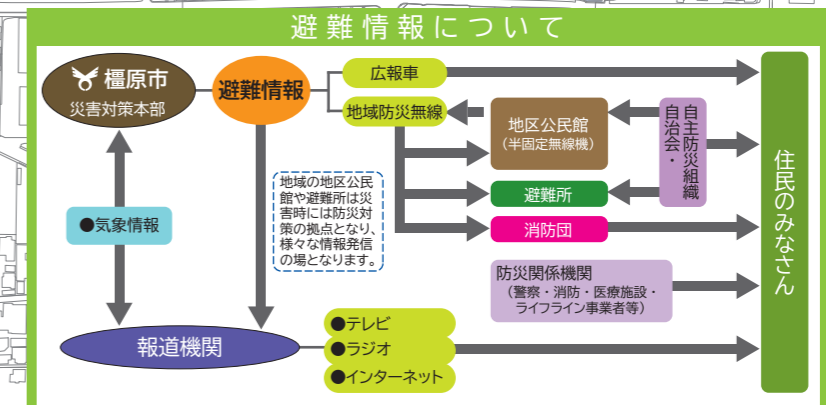 避難情報について
橿原市
災害対策本部
避難情報
広報車
地域防災無線
地区公民館
（半固定無線機）
自治会・
自主防災組織
避難所
消防団
住民のみなさん
●気象情報
地域の地区公民
館や避難所は災
害時には防災対
策の拠点となり、
様々な情報発信
の場となります。
防災関係機関
（警察・消防・医療施設・
ライフライン事業者等）
報道機関
●テレビ
●ラジオ
●インターネット